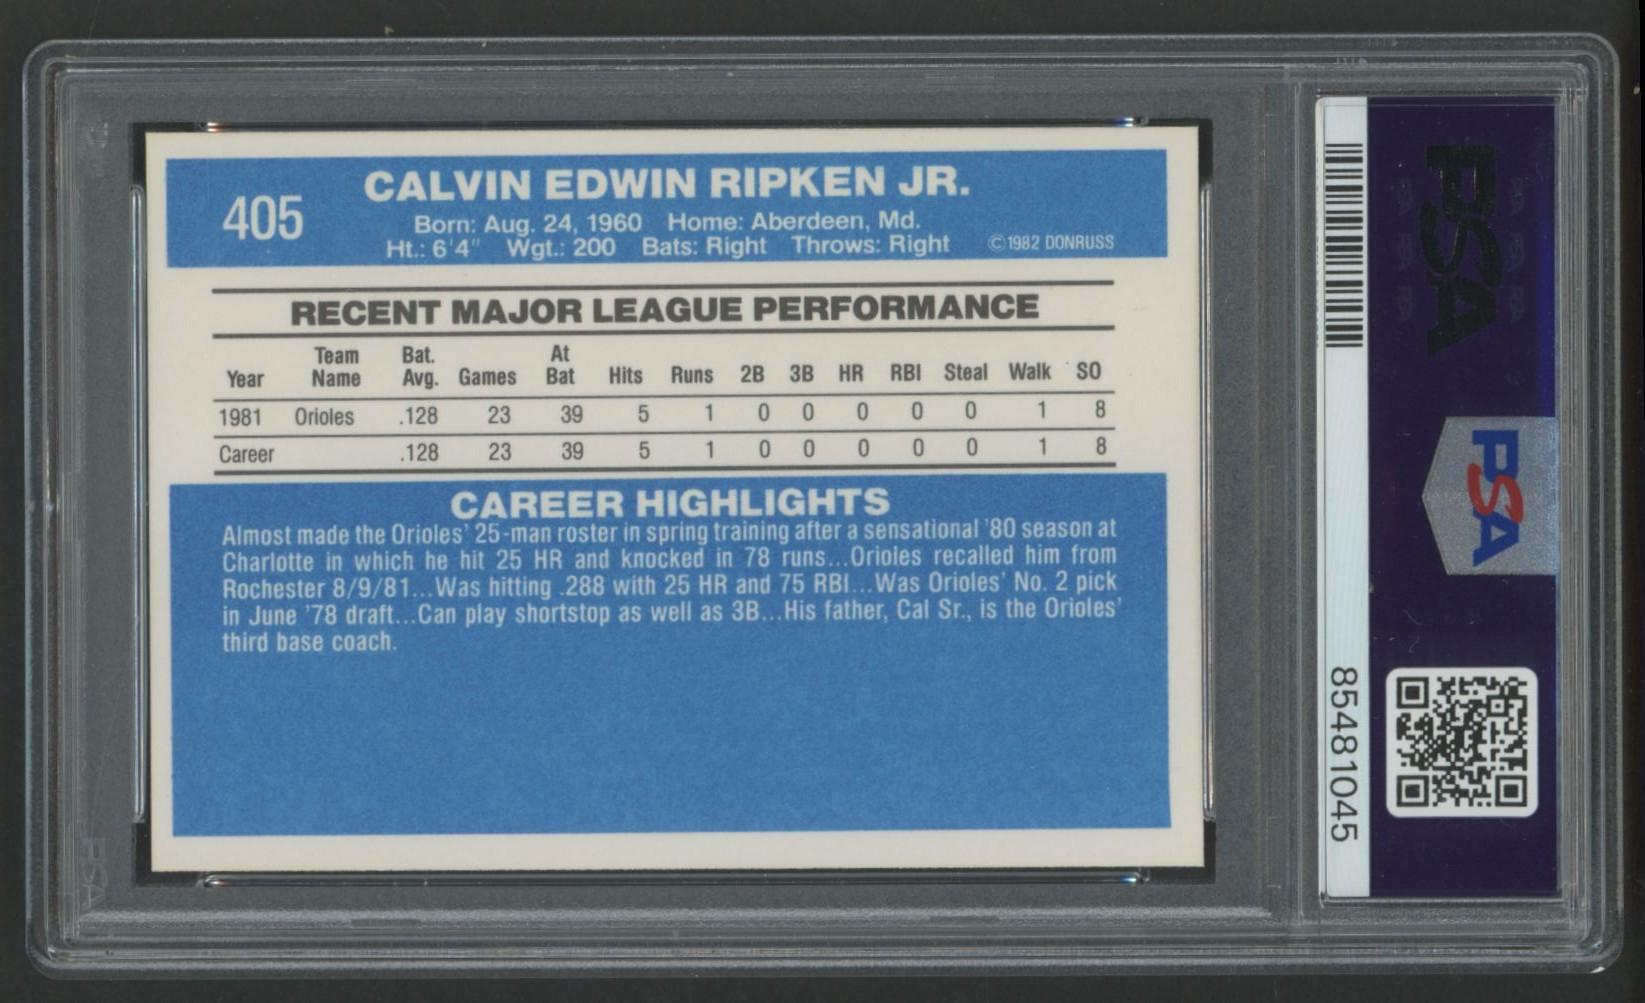 405
CALVIN EDWIN RIPKEN JR.
Born: Aug. 24, 1960 Home: Aberdeen, Md.
Ht.: 6'4" Wgt.: 200 Bats: Right Throws: Right ©1982 DONRUSS
RECENT MAJOR LEAGUE PERFORMANCE
Year Team Name Bat. Avg. Games At Bat Hits Runs 2B 3B HR RBI Steal Walk SO
1981 Orioles .128 23 39 5 1 0 0 0 0 0 1 8
Career .128 23 39 5 1 0 0 0 0 0 1 8
CAREER HIGHLIGHTS
Almost made the Orioles' 25-man roster in spring training after a sensational '80 season at
Charlotte in which he hit 25 HR and knocked in 78 runs...Orioles recalled him from
Rochester 8/9/81...Was hitting .288 with 25 HR and 75 RBI...Was Orioles' No. 2 pick
in June '78 draft...Can play shortstop as well as 3B...His father, Cal Sr., is the Orioles'
third base coach.
PSA
PSA
85481045
PSA